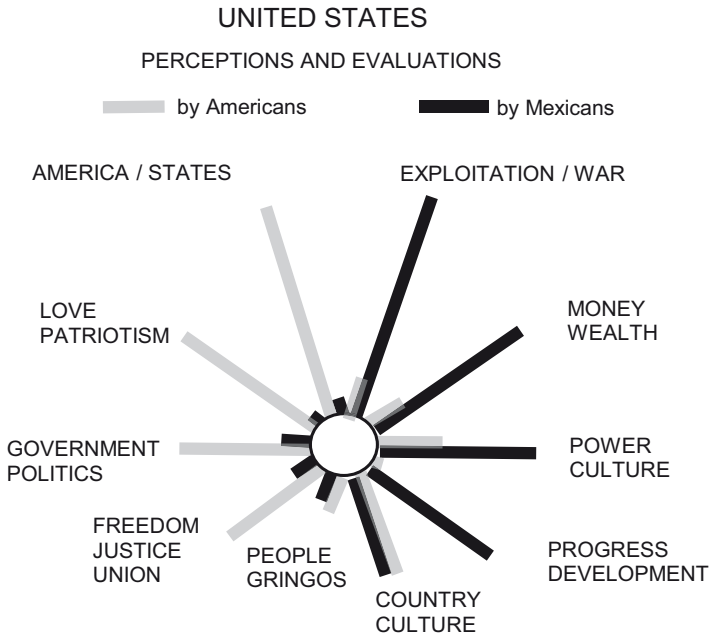 UNITED STATES
PERCEPTIONS AND EVALUATIONS
by Americans
by Mexicans
AMERICA / STATES
EXPLOITATION / WAR
LOVE
PATRIOTISM
MONEY
WEALTH
GOVERNMENT
POLITICS
POWER
CULTURE
FREEDOM
JUSTICE
UNION
PEOPLE
GRINGOS
PROGRESS
DEVELOPMENT
COUNTRY
CULTURE